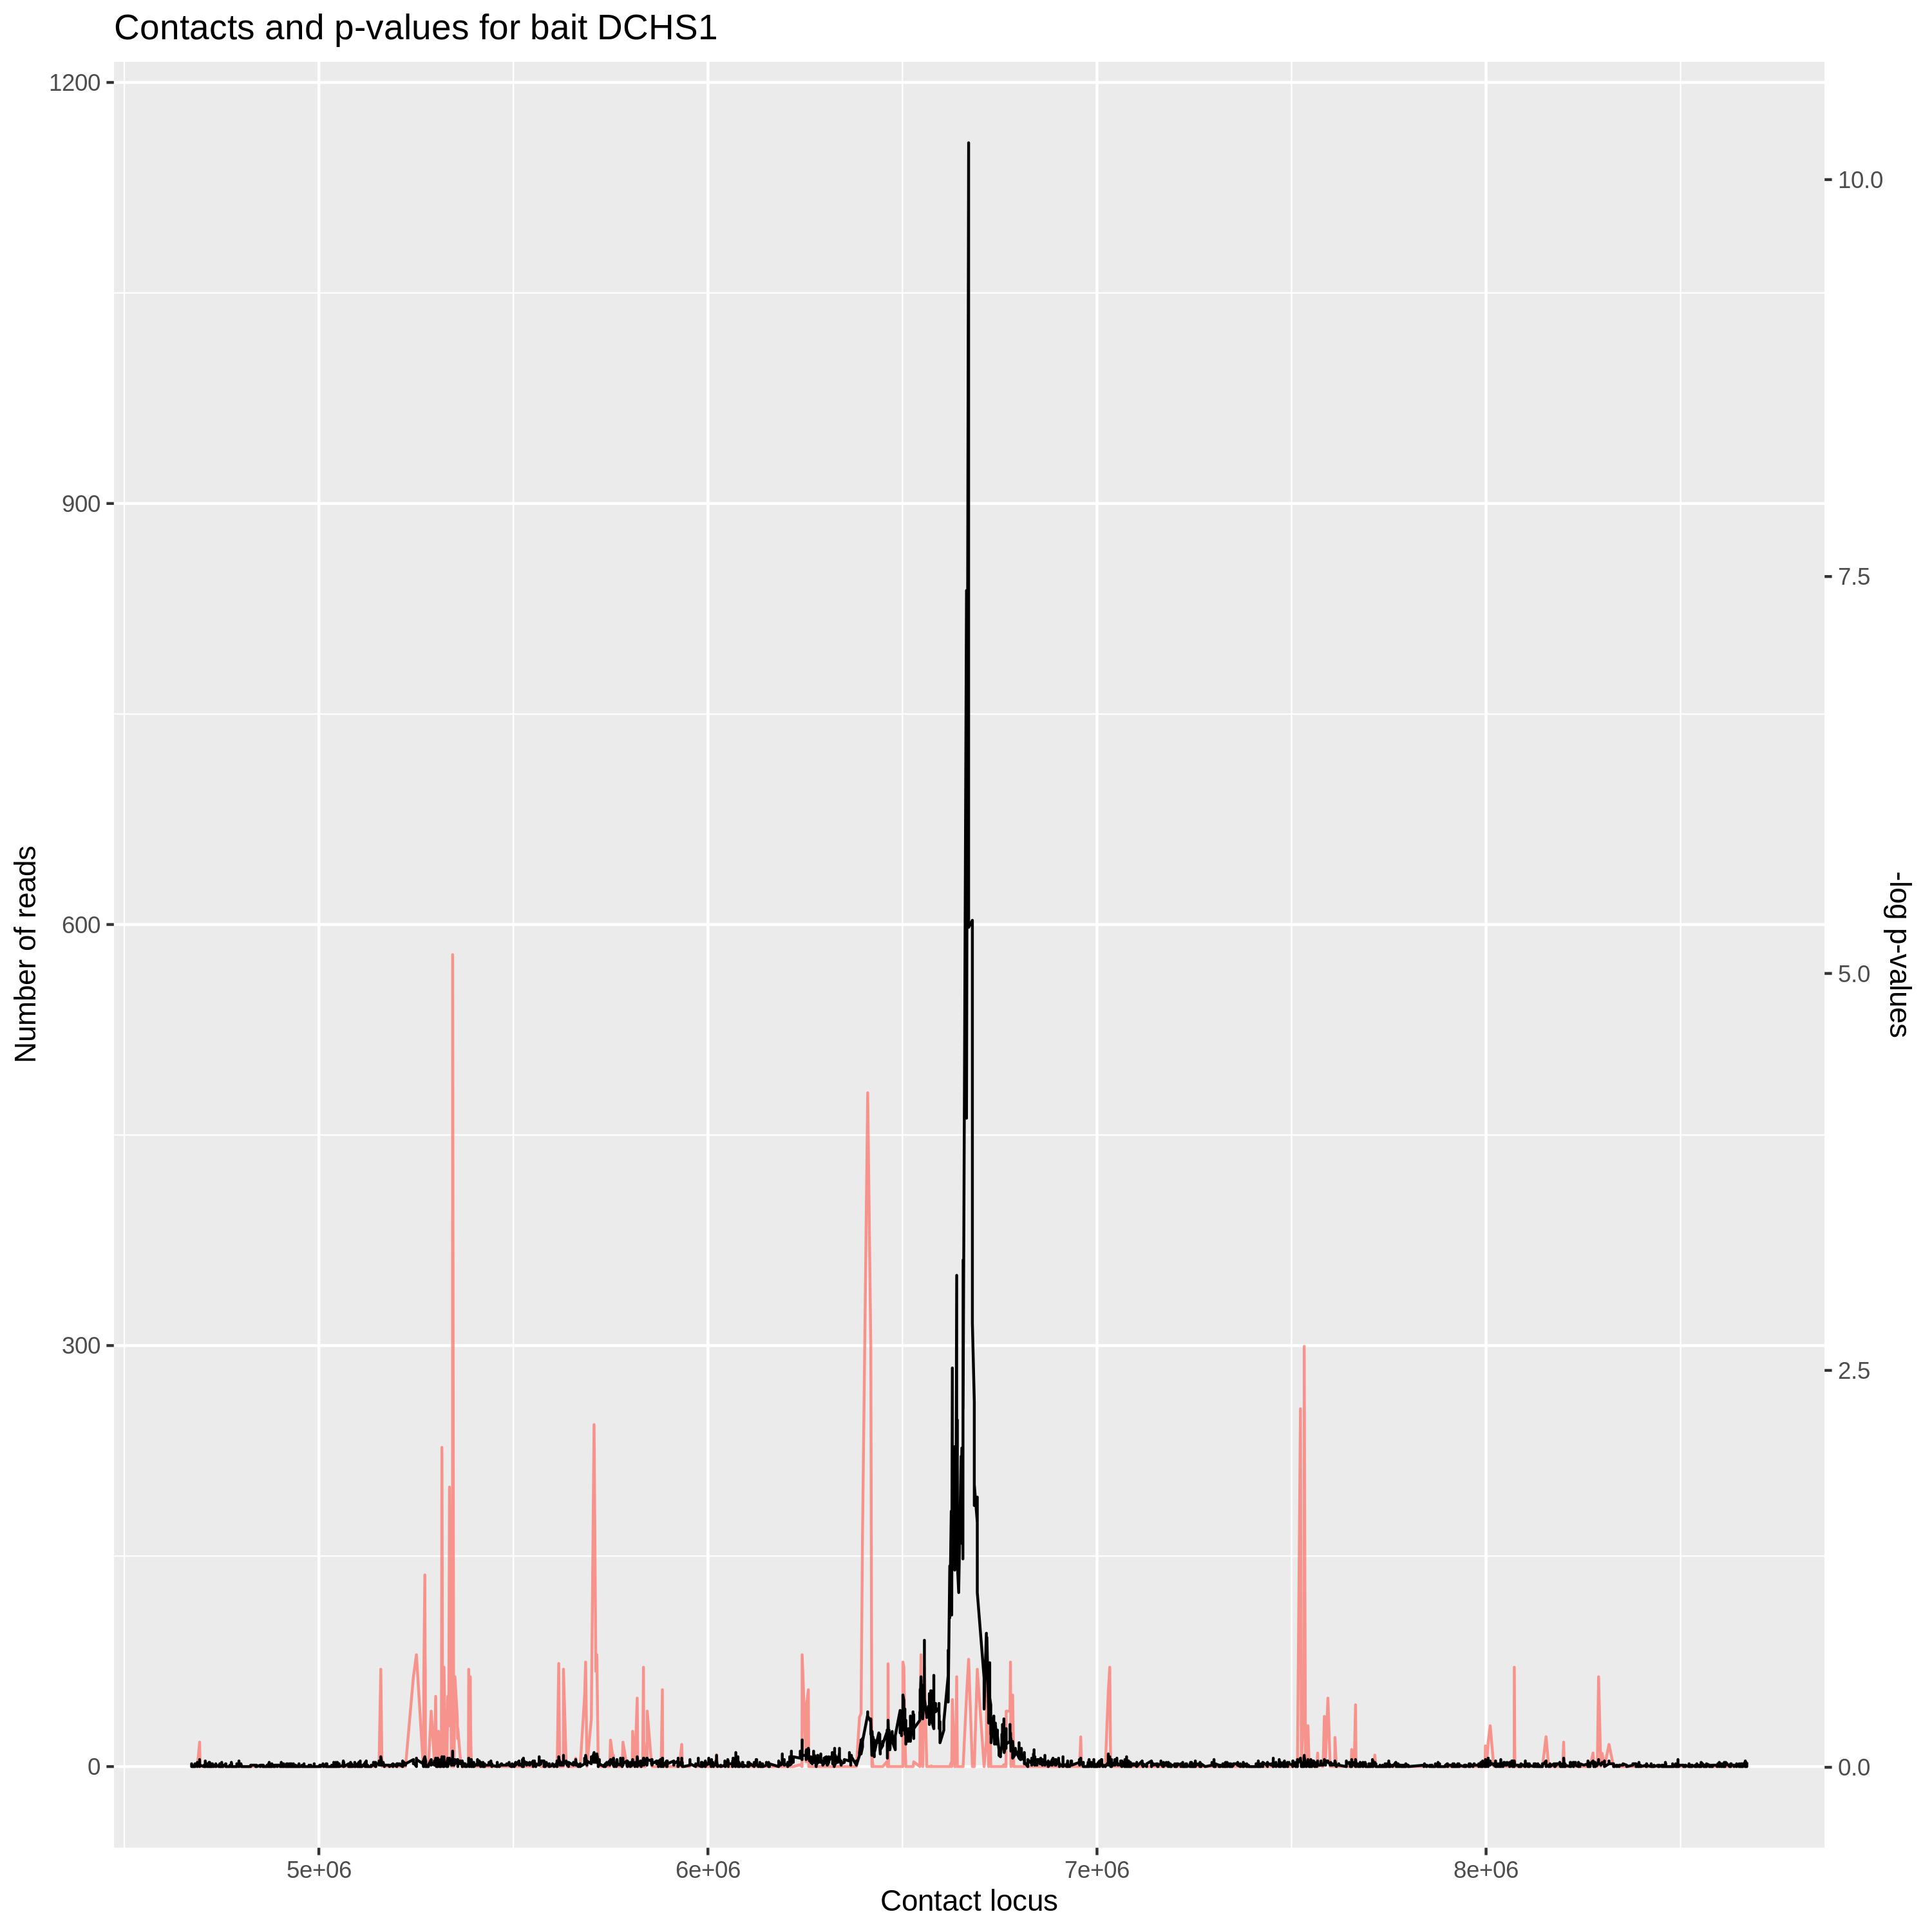 Contacts and p-values for bait DCHS1
1200
900
600
300
0
Number of reads
10.0
7.5
5.0
2.5
0.0
-log p-values
5e+06
6e+06
7e+06
8e+06
Contact locus